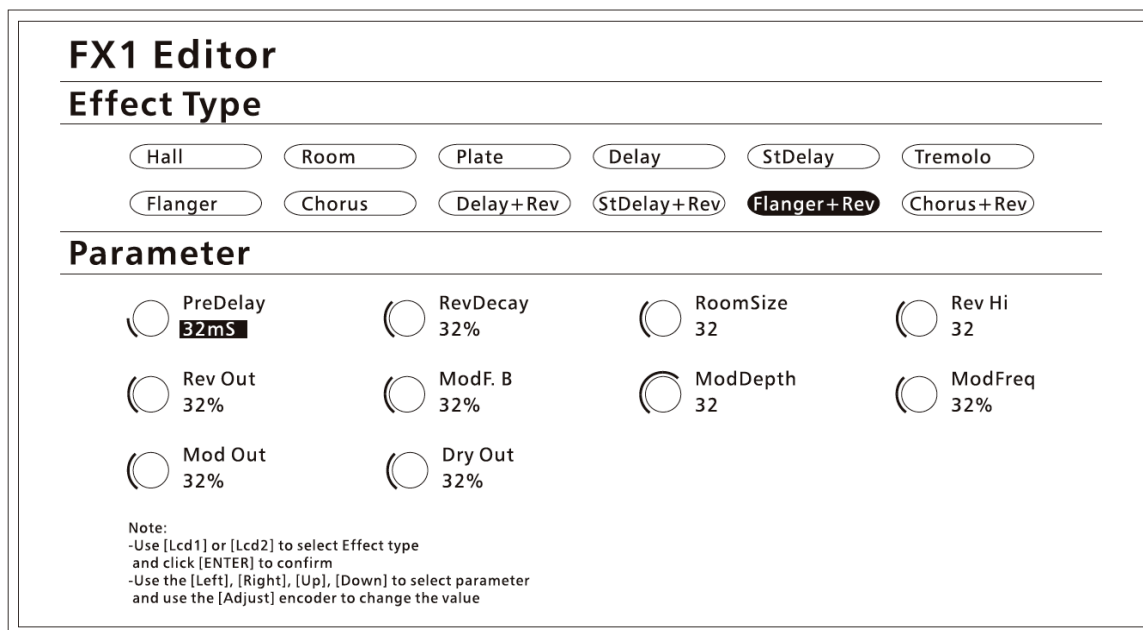 FX1 Editor
Effect Type
Hall Room Plate Delay StDelay Tremolo
Flanger Chorus Delay+Rev StDelay+Rev Flanger+Rev Chorus+Rev
Parameter
PreDelay RevDecay RoomSize Rev Hi
32mS 32% 32 32
Rev Out ModF. B ModDepth ModFreq
32% 32% 32 32%
Mod Out Dry Out
32% 32%
Note:
-Use [Lcd1] or [Lcd2] to select Effect type
and click [ENTER] to confirm
-Use the [Left], [Right], [Up], [Down] to select parameter
and use the [Adjust] encoder to change the value